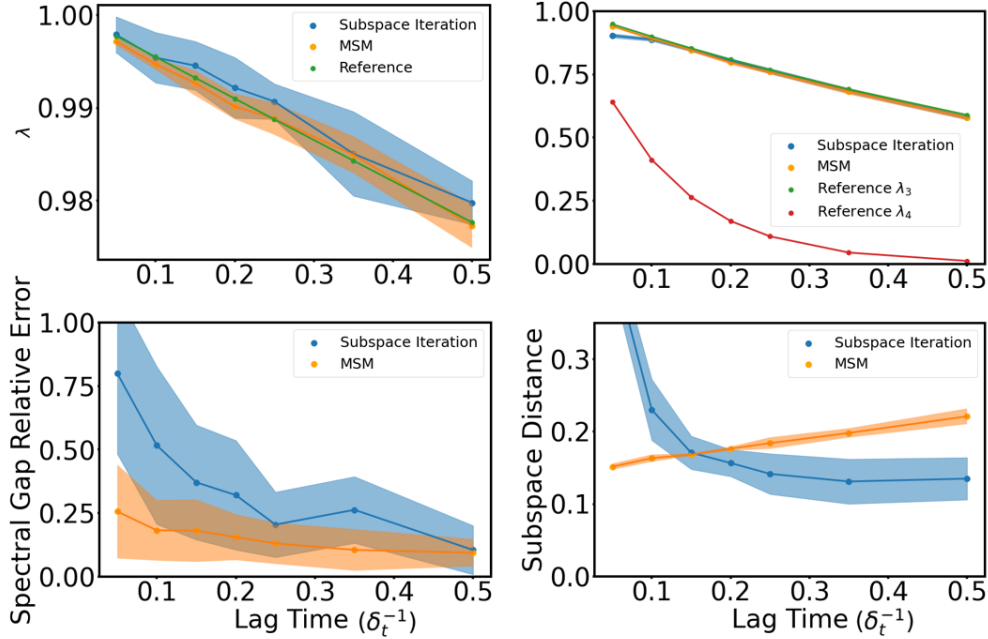 1.00
0.99
0.98
λ
0.1 0.2 0.3 0.4 0.5
Subspace Iteration
MSM
Reference
1.00
0.75
0.50
0.25
0.00
0.1 0.2 0.3 0.4 0.5
Subspace Iteration
MSM
Reference λ₃
Reference λ₄
Spectral Gap Relative Error
1.00
0.75
0.50
0.25
0.00
0.1 0.2 0.3 0.4 0.5
Lag Time (δₜ⁻¹)
Subspace Iteration
MSM
Subspace Distance
0.3
0.2
0.1
0.0
0.1 0.2 0.3 0.4 0.5
Lag Time (δₜ⁻¹)
Subspace Iteration
MSM